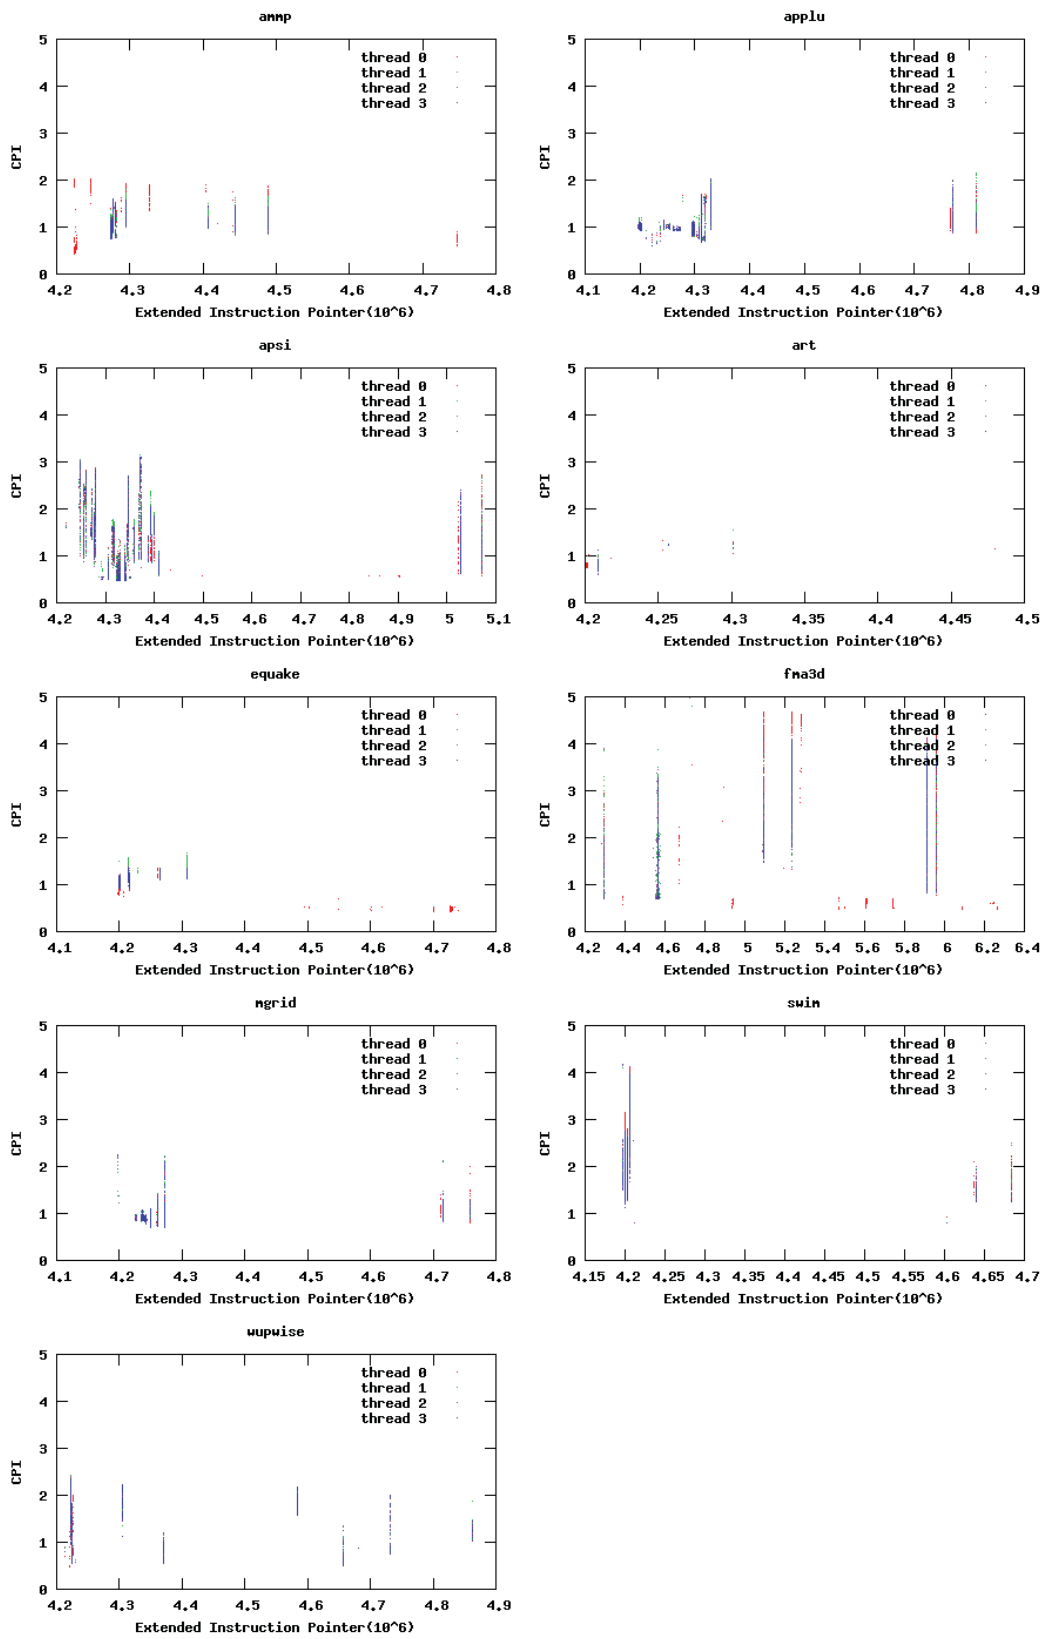 ammp
5
4
3
2
1
0
CPI
thread 0
thread 1
thread 2
thread 3
4.2 4.3 4.4 4.5 4.6 4.7 4.8
Extended Instruction Pointer(10^6)
applu
5
4
3
2
1
0
CPI
thread 0
thread 1
thread 2
thread 3
4.1 4.2 4.3 4.4 4.5 4.6 4.7 4.8 4.9
Extended Instruction Pointer(10^6)
apsi
5
4
3
2
1
0
CPI
thread 0
thread 1
thread 2
thread 3
4.2 4.3 4.4 4.5 4.6 4.7 4.8 4.9 5 5.1
Extended Instruction Pointer(10^6)
art
5
4
3
2
1
0
CPI
thread 0
thread 1
thread 2
thread 3
4.2 4.25 4.3 4.35 4.4 4.45 4.5
Extended Instruction Pointer(10^6)
equake
5
4
3
2
1
0
CPI
thread 0
thread 1
thread 2
thread 3
4.1 4.2 4.3 4.4 4.5 4.6 4.7 4.8
Extended Instruction Pointer(10^6)
fma3d
5
4
3
2
1
0
CPI
thread 0
thread 1
thread 2
thread 3
4.2 4.4 4.6 4.8 5 5.2 5.4 5.6 5.8 6 6.2 6.4
Extended Instruction Pointer(10^6)
mgrid
5
4
3
2
1
0
CPI
thread 0
thread 1
thread 2
thread 3
4.1 4.2 4.3 4.4 4.5 4.6 4.7 4.8
Extended Instruction Pointer(10^6)
swim
5
4
3
2
1
0
CPI
thread 0
thread 1
thread 2
thread 3
4.15 4.2 4.25 4.3 4.35 4.4 4.45 4.5 4.55 4.6 4.65 4.7
Extended Instruction Pointer(10^6)
wupwise
5
4
3
2
1
0
CPI
thread 0
thread 1
thread 2
thread 3
4.2 4.3 4.4 4.5 4.6 4.7 4.8 4.9
Extended Instruction Pointer(10^6)